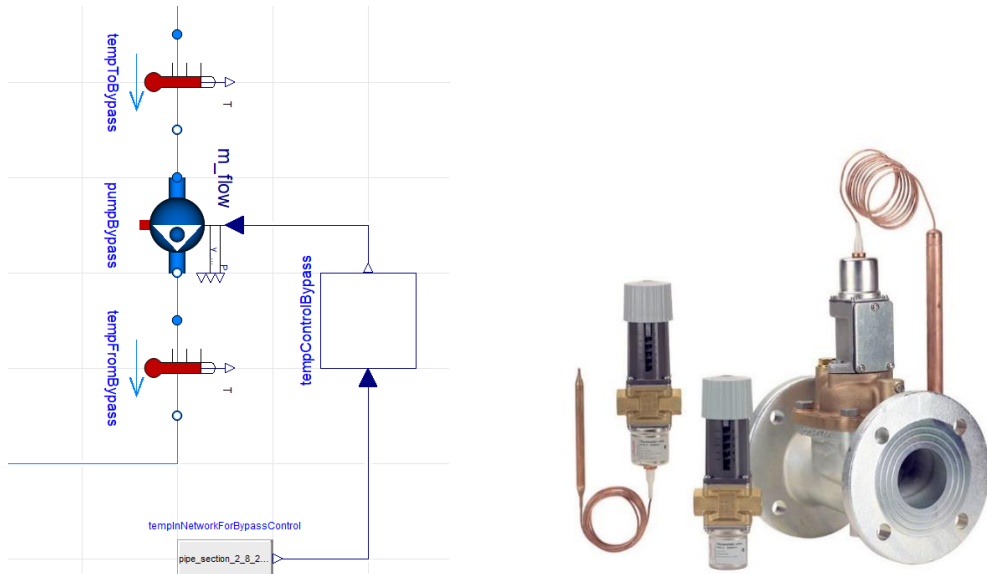 tempToBypass
T
m_flow
pumpBypass
P
tempControlBypass
tempFromBypass
T
tempInNetworkForBypassControl
pipe_section_2_8_2...